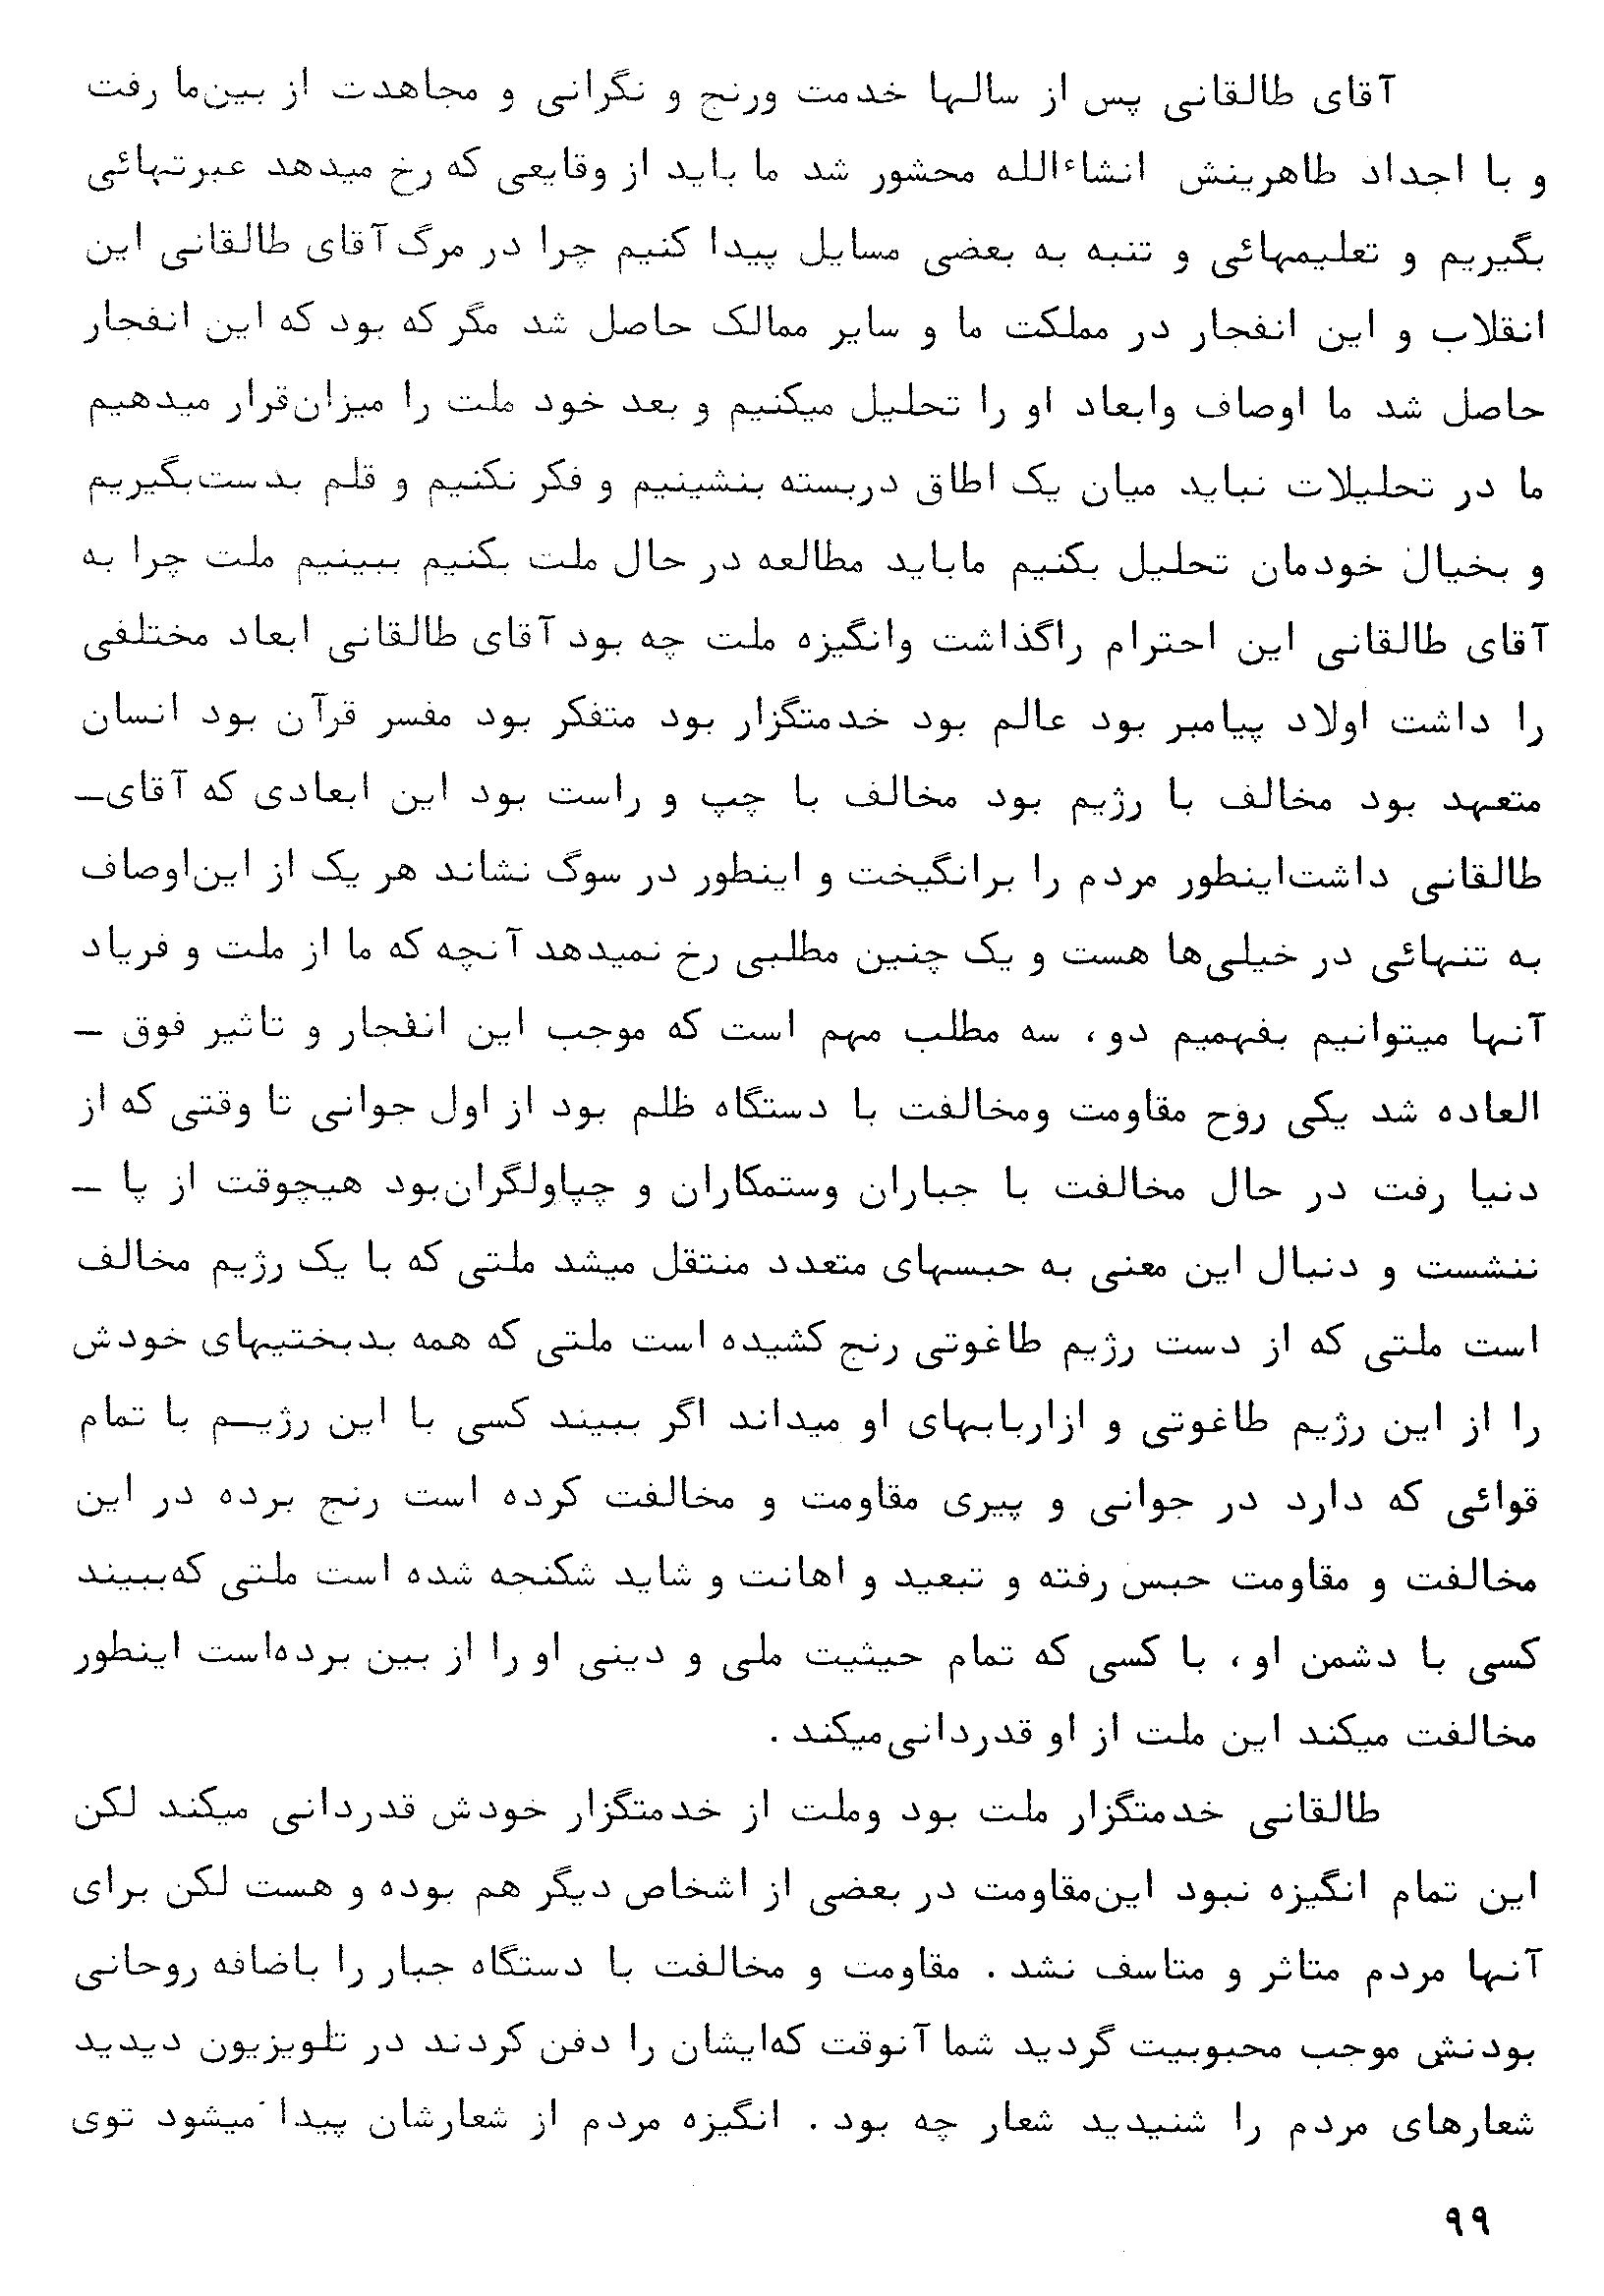 آقای طالقانی پس از سالها خدمت ورنج و نگرانی و مجاهدت از بین‌ما رفت
و با اجداد طاهرینش انشاءالله محشور شد ما باید از وقایعی که رخ میدهد عبرتهائی
بگیریم و تعلیمهائی و تنبه به بعضی مسایل پیدا کنیم چرا در مرگ آقای طالقانی این
انقلاب و این انفجار در مملکت ما و سایر ممالک حاصل شد مگر که بود که این انفجار
حاصل شد ما اوصاف وابعاد او را تحلیل میکنیم و بعد خود ملت را میزان‌قرار میدهیم
ما در تحلیلات نباید میان یک اطاق دربسته بنشینیم و فکر نکنیم و قلم بدست‌بگیریم
و بخیال خودمان تحلیل بکنیم ماباید مطالعه در حال ملت بکنیم ببینیم ملت چرا به
آقای طالقانی این احترام راگذاشت وانگیزه ملت چه بود آقای طالقانی ابعاد مختلفی
را داشت اولاد پیامبر بود عالم بود خدمتگزار بود متفکر بود مفسر قرآن بود انسان
متعهد بود مخالف با رژیم بود مخالف با چپ و راست بود این ابعادی که آقای–
طالقانی داشت‌اینطور مردم را برانگیخت و اینطور در سوگ نشاند هر یک از این‌اوصاف
به تنهائی در خیلی‌ها هست و یک چنین مطلبی رخ نمیدهد آنچه که ما از ملت و فریاد
آنها میتوانیم بفهمیم دو، سه مطلب مهم است که موجب این انفجار و تاثیر فوق –
العاده شد یکی روح مقاومت ومخالفت با دستگاه ظلم بود از اول جوانی تا وقتی که از
دنیا رفت در حال مخالفت با جباران وستمکاران و چپاولگران‌بود هیچوقت از پا –
ننشست و دنبال این معنی به حبسهای متعدد منتقل میشد ملتی که با یک رژیم مخالف
است ملتی که از دست رژیم طاغوتی رنج کشیده است ملتی که همه بدبختیهای خودش
را از این رژیم طاغوتی و ازاربابهای او میداند اگر ببیند کسی با این رژیــم با تمام
قوائی که دارد در جوانی و پیری مقاومت و مخالفت کرده است رنج برده در این
مخالفت و مقاومت حبس رفته و تبعید و اهانت و شاید شکنجه شده است ملتی که‌ببیند
کسی با دشمن او، با کسی که تمام حیثیت ملی و دینی او را از بین برده‌است اینطور
مخالفت میکند این ملت از او قدردانی‌میکند .
طالقانی خدمتگزار ملت بود وملت از خدمتگزار خودش قدردانی میکند لکن
این تمام انگیزه نبود این‌مقاومت در بعضی از اشخاص دیگر هم بوده و هست لکن برای
آنها مردم متاثر و متاسف نشد . مقاومت و مخالفت با دستگاه جبار را باضافه روحانی
بودنش موجب محبوبیت گردید شما آنوقت که‌ایشان را دفن کردند در تلویزیون دیدید
شعارهای مردم را شنیدید شعار چه بود . انگیزه مردم از شعارشان پیدا میشود توی
۹۹